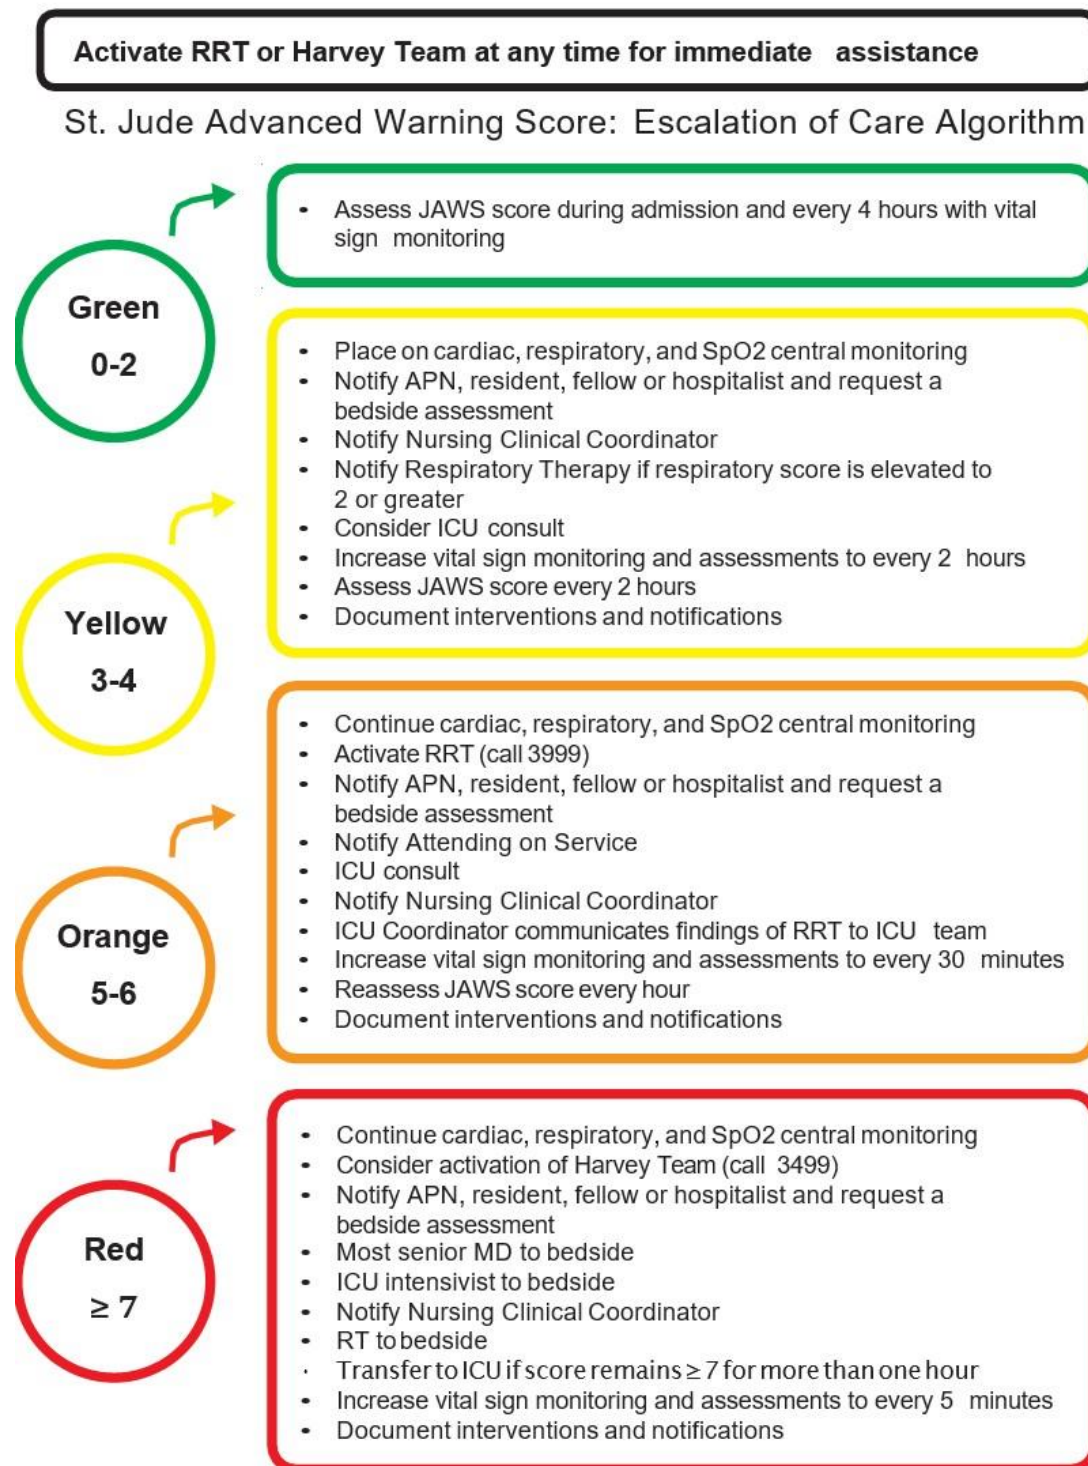 Activate RRT or Harvey Team at any time for immediate assistance
St. Jude Advanced Warning Score: Escalation of Care Algorithm
Green
0-2
• Assess JAWS score during admission and every 4 hours with vital
sign monitoring
Yellow
3-4
• Place on cardiac, respiratory, and SpO2 central monitoring
• Notify APN, resident, fellow or hospitalist and request a
bedside assessment
• Notify Nursing Clinical Coordinator
• Notify Respiratory Therapy if respiratory score is elevated to
2 or greater
• Consider ICU consult
• Increase vital sign monitoring and assessments to every 2 hours
• Assess JAWS score every 2 hours
• Document interventions and notifications
Orange
5-6
• Continue cardiac, respiratory, and SpO2 central monitoring
• Activate RRT (call 3999)
• Notify APN, resident, fellow or hospitalist and request a
bedside assessment
• Notify Attending on Service
• ICU consult
• Notify Nursing Clinical Coordinator
• ICU Coordinator communicates findings of RRT to ICU team
• Increase vital sign monitoring and assessments to every 30 minutes
• Reassess JAWS score every hour
• Document interventions and notifications
Red
≥ 7
• Continue cardiac, respiratory, and SpO2 central monitoring
• Consider activation of Harvey Team (call 3499)
• Notify APN, resident, fellow or hospitalist and request a
bedside assessment
• Most senior MD to bedside
• ICU intensivist to bedside
• Notify Nursing Clinical Coordinator
• RT to bedside
· Transfer to ICU if score remains ≥ 7 for more than one hour
• Increase vital sign monitoring and assessments to every 5 minutes
• Document interventions and notifications